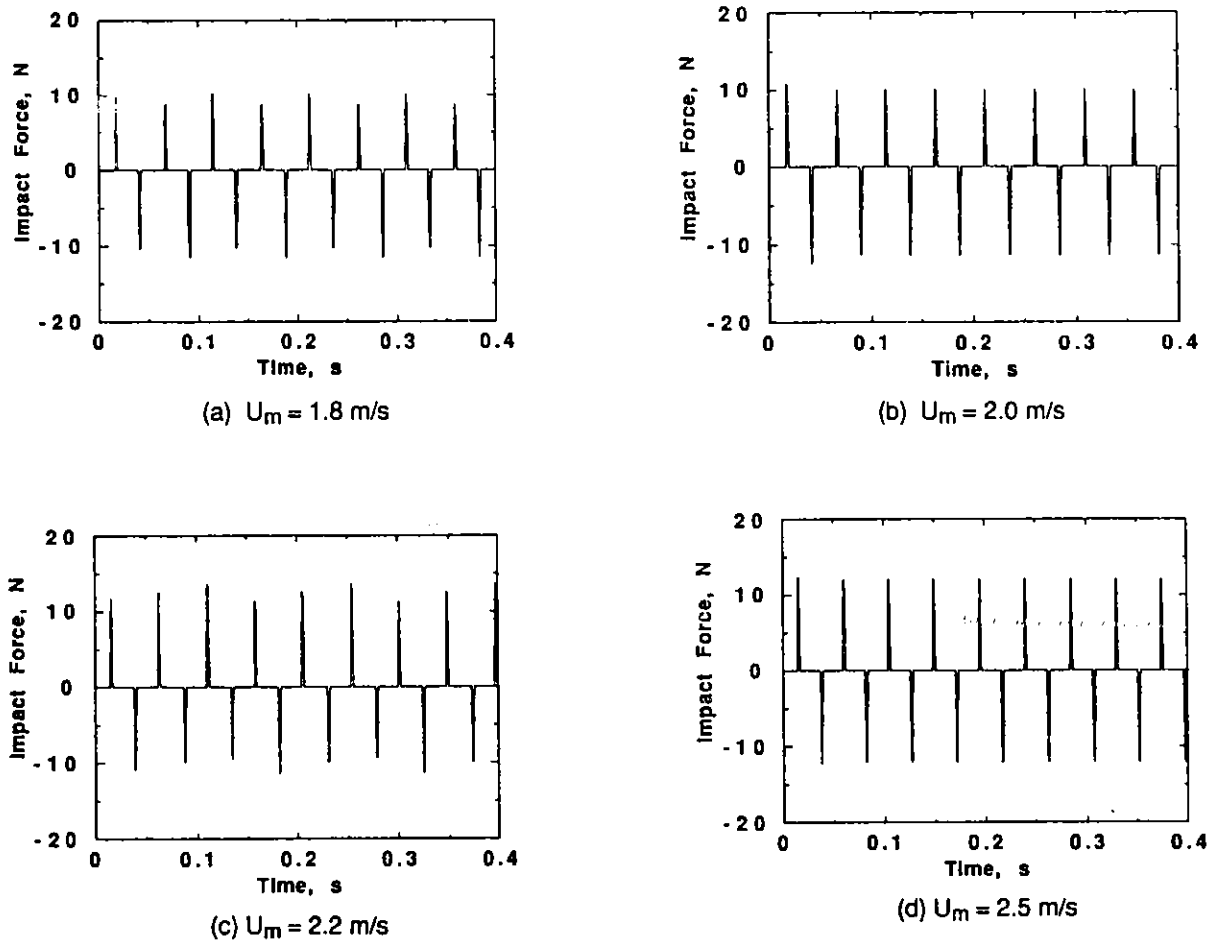 20
10
0
-10
-20
Impact Force, N
0 0.1 0.2 0.3 0.4
Time, s
(a) Um = 1.8 m/s
20
10
0
-10
-20
Impact Force, N
0 0.1 0.2 0.3 0.4
Time, s
(b) Um = 2.0 m/s
20
10
0
-10
-20
Impact Force, N
0 0.1 0.2 0.3 0.4
Time, s
(c) Um = 2.2 m/s
20
10
0
-10
-20
Impact Force, N
0 0.1 0.2 0.3 0.4
Time, s
(d) Um = 2.5 m/s